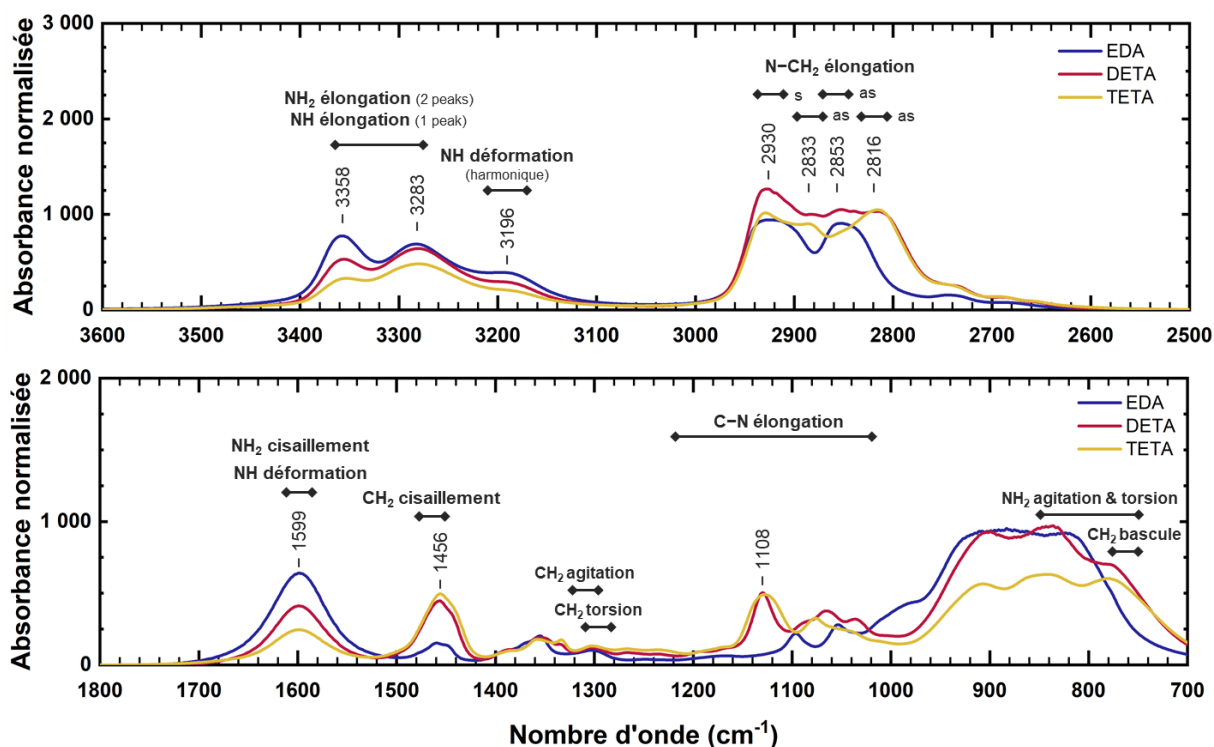 Absorbance normalisée
3 000
2 000
1 000
0
EDA
DETA
TETA
N−CH₂ élongation
s
as
as
as
NH₂ élongation (2 peaks)
NH élongation (1 peak)
NH déformation
(harmonique)
– 3358
– 3283
– 3196
– 2930
– 2833
– 2853
– 2816
3600
3500
3400
3300
3200
3100
3000
2900
2800
2700
2600
2500
Absorbance normalisée
2 000
1 000
0
EDA
DETA
TETA
C−N élongation
NH₂ cisaillement
NH déformation
CH₂ cisaillement
NH₂ agitation & torsion
CH₂ bascule
CH₂ agitation
CH₂ torsion
– 1599
– 1456
– 1108
1800
1700
1600
1500
1400
1300
1200
1100
1000
900
800
700
Nombre d'onde (cm⁻¹)